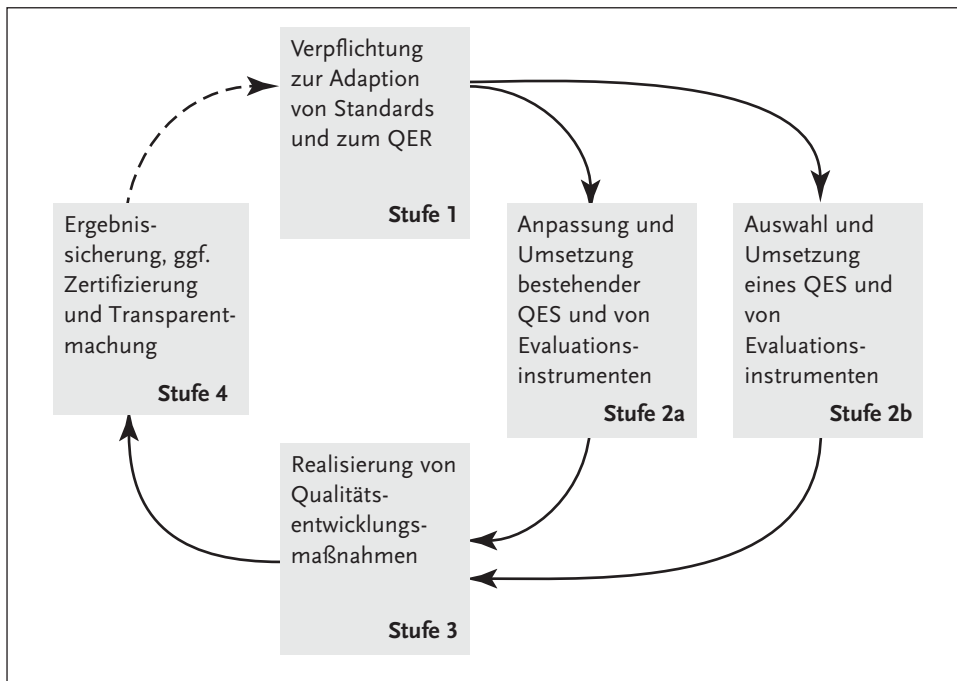 Verpflichtung
zur Adaption
von Standards
und zum QER
Stufe 1
Anpassung und
Umsetzung
bestehender
QES und von
Evaluations-
instrumenten
Stufe 2a
Auswahl und
Umsetzung
eines QES und
von
Evaluations-
instrumenten
Stufe 2b
Realisierung von
Qualitäts-
entwicklungs-
maßnahmen
Stufe 3
Ergebnis-
sicherung, ggf.
Zertifizierung
und Transparent-
machung
Stufe 4